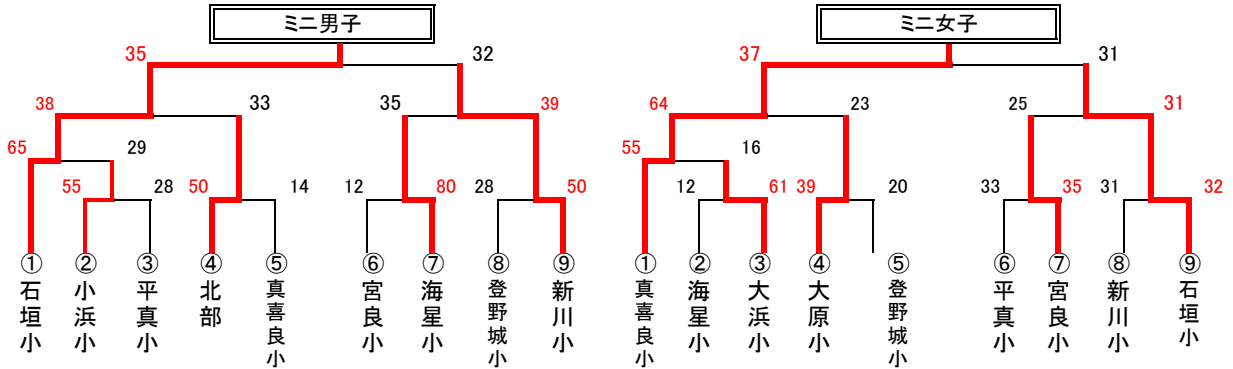 ミニ男子
35 32
38 33 35 39
65 29
55 28 50 14 12 80 28 50
① ② ③ ④ ⑤ ⑥ ⑦ ⑧ ⑨
石垣小
小浜小
平真小
北部
真喜良小
宮良小
海星小
登野城小
新川小
ミニ女子
37 31
64 23 25 31
55 16
12 61 39 20 33 35 31 32
① ② ③ ④ ⑤ ⑥ ⑦ ⑧ ⑨
真喜良小
海星小
大浜小
大原小
登野城小
平真小
宮良小
新川小
石垣小